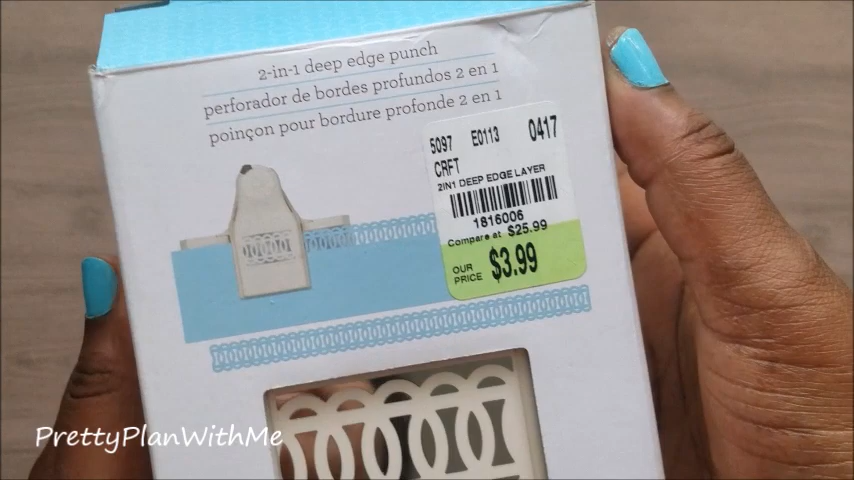 2-in-1 deep edge punch
perforador de bordes profundos 2 en 1
poinçon pour bordure profonde 2 en 1
5097 E0113 0417
CRFT
2IN1 DEEP EDGE LAYER
1816006
Compare at $25.99
OUR PRICE $3.99
PrettyPlanWithMe